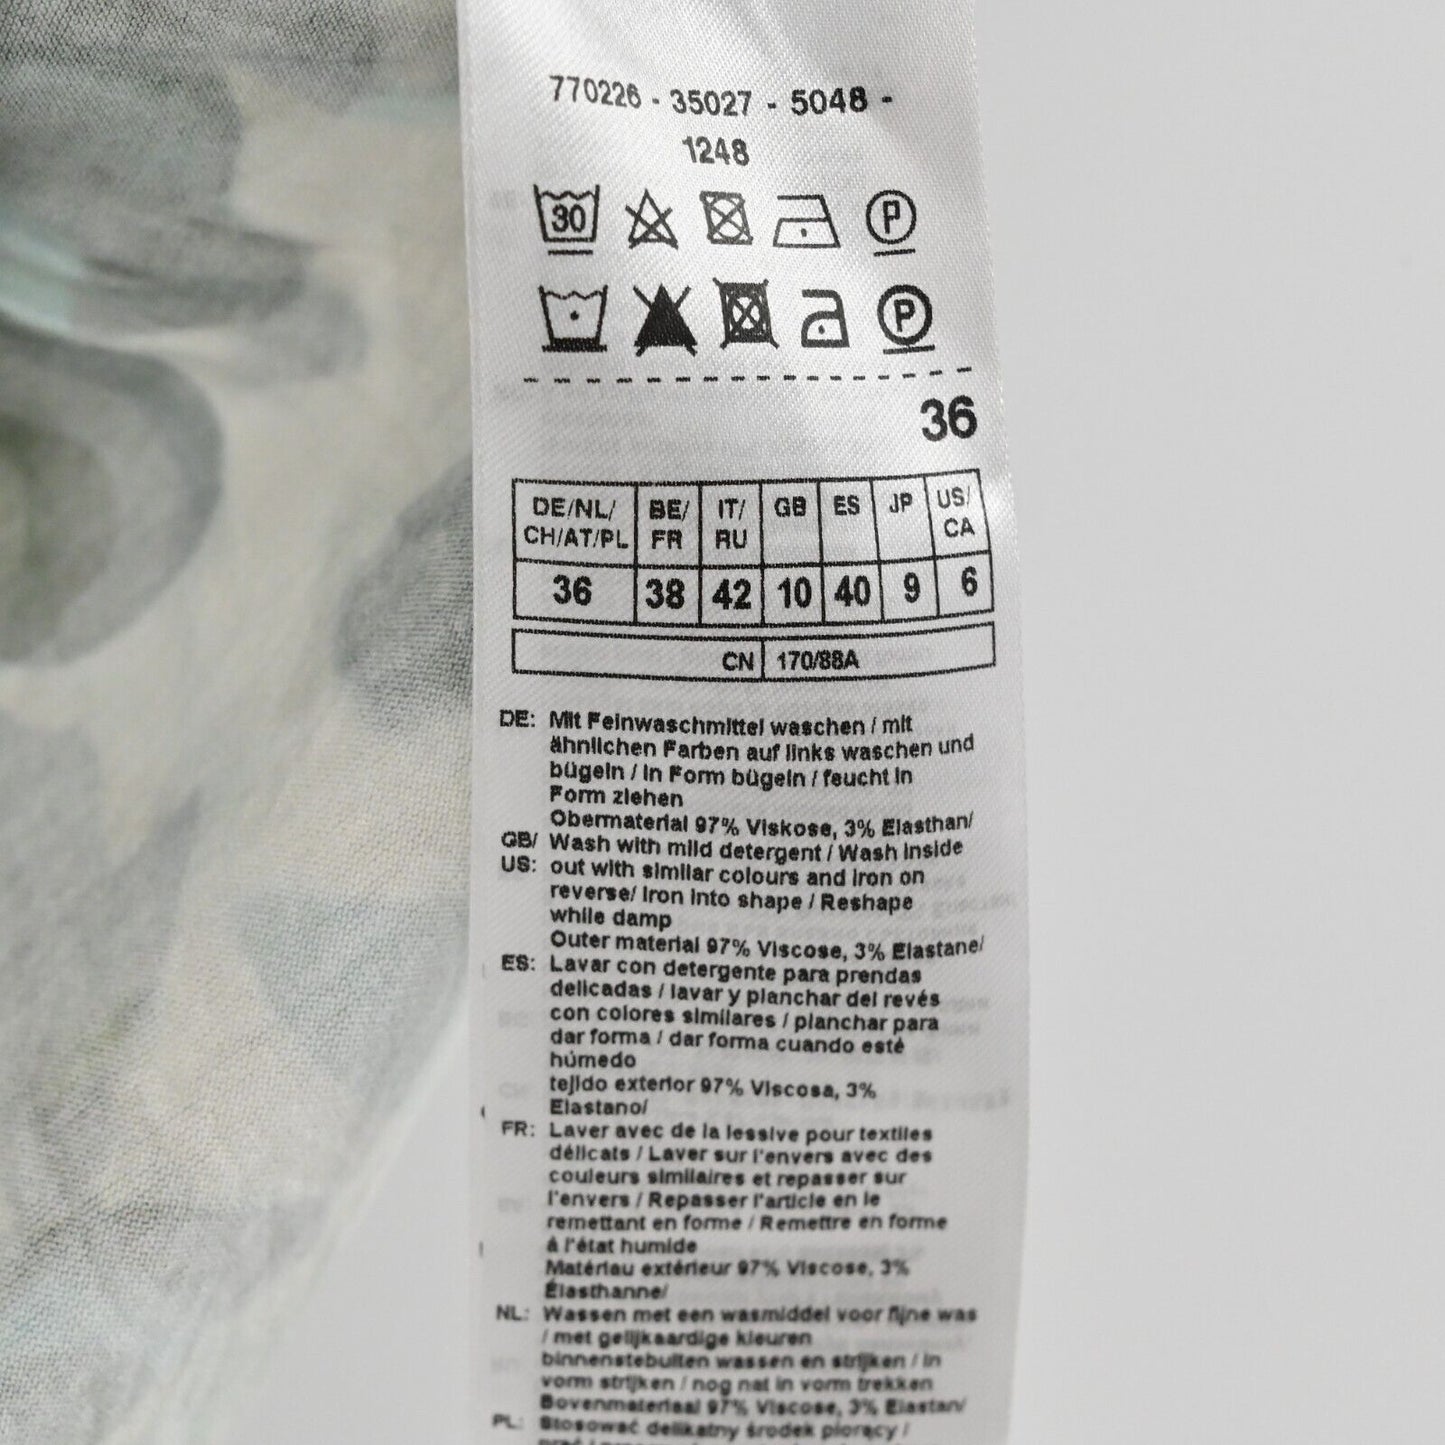 770226 - 35027 - 5048 -
1248
30 P
P
36
DE/NL/ CH/AT/PL BE/ FR IT/ RU GB ES JP US/ CA
36 38 42 10 40 9 6
CN 170/88A
DE: Mit Feinwaschmittel waschen / mit
ähnlichen Farben auf links waschen und
bügeln / in Form bügeln / feucht in
Form ziehen
Obermaterial 97% Viskose, 3% Elasthan/
GB/ Wash with mild detergent / Wash inside
US: out with similar colours and iron on
reverse/ Iron into shape / Reshape
while damp
Outer material 97% Viscose, 3% Elastane/
ES: Lavar con detergente para prendas
delicadas / lavar y planchar del revés
con colores similares / planchar para
dar forma / dar forma cuando esté
húmedo
tejido exterior 97% Viscosa, 3%
Elastano/
FR: Laver avec de la lessive pour textiles
délicats / Laver sur l'envers avec des
couleurs similaires et repasser sur
l'envers / Repasser l'article en le
remettant en forme / Remettre en forme
à l'état humide
Matériau extérieur 97% Viscose, 3%
Élasthanne/
NL: Wassen met een wasmiddel voor fijne was
/ met gelijkaardige kleuren
binnenstebuiten wassen en strijken / in
vorm strijken / nog nat in vorm trekken
Bovenmateriaal 97% Viscose, 3% Elastan/
PL: Stosować delikatny środek piorący /